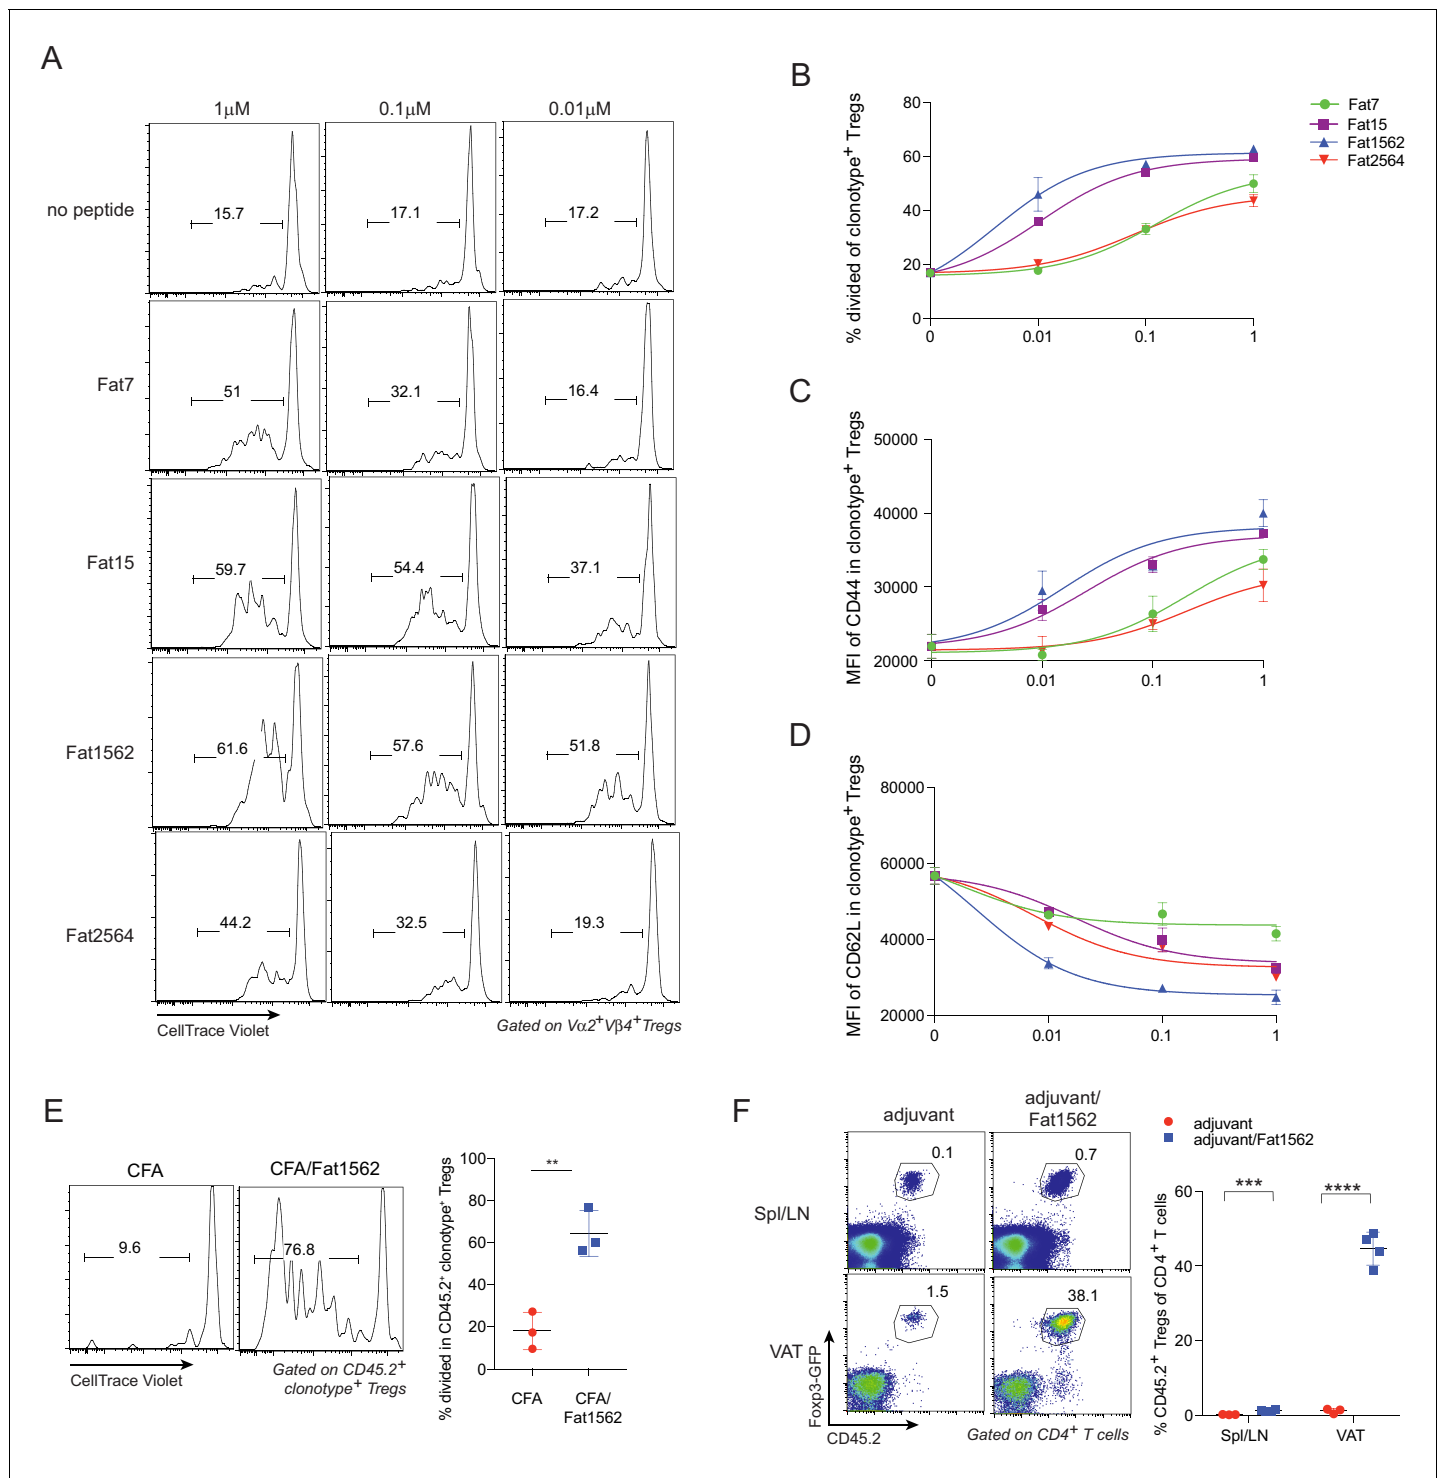 A
1μM 0.1μM 0.01μM
no peptide
15.7 17.1 17.2
Fat7
51 32.1 16.4
Fat15
59.7 54.4 37.1
Fat1562
61.6 57.6 51.8
Fat2564
44.2 32.5 19.3
CellTrace Violet
Gated on Vα2+Vβ4+Tregs
B
% divided of clonotype+ Tregs
80
60
40
20
0
0 0.01 0.1 1
Fat7
Fat15
Fat1562
Fat2564
C
MFI of CD44 in clonotype+ Tregs
50000
40000
30000
20000
0 0.01 0.1 1
D
MFI of CD62L in clonotype+ Tregs
80000
60000
40000
20000
0 0.01 0.1 1
E
CFA CFA/Fat1562
9.6 76.8
CellTrace Violet
Gated on CD45.2+
clonotype+ Tregs
% divided in CD45.2+ clonotype+ Tregs
100
80
60
40
20
0
**
CFA CFA/
Fat1562
F
adjuvant adjuvant/
Fat1562
Spl/LN
0.1 0.7
VAT
1.5 38.1
Foxp3-GFP
CD45.2
Gated on CD4+ T cells
adjuvant
adjuvant/Fat1562
% CD45.2+ Tregs of CD4+ T cells
60
40
20
0
*** ****
Spl/LN VAT